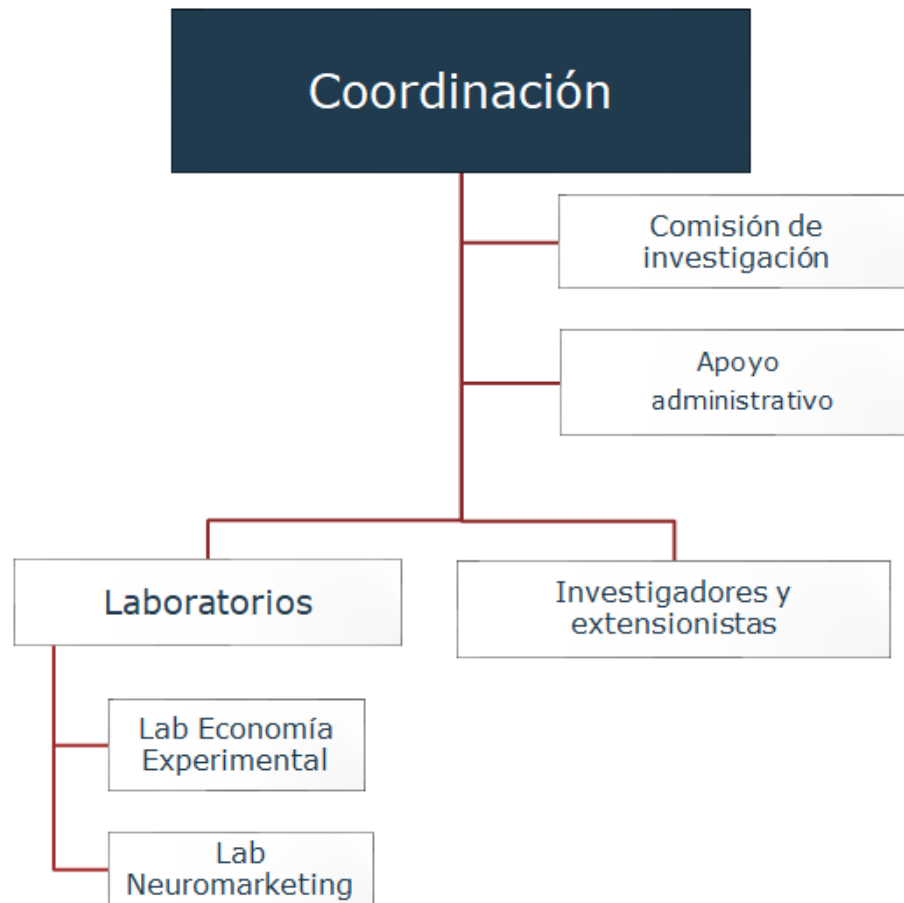 Coordinación
Comisión de
investigación
Apoyo
administrativo
Laboratorios
Investigadores y
extensionistas
Lab Economía
Experimental
Lab
Neuromarketing